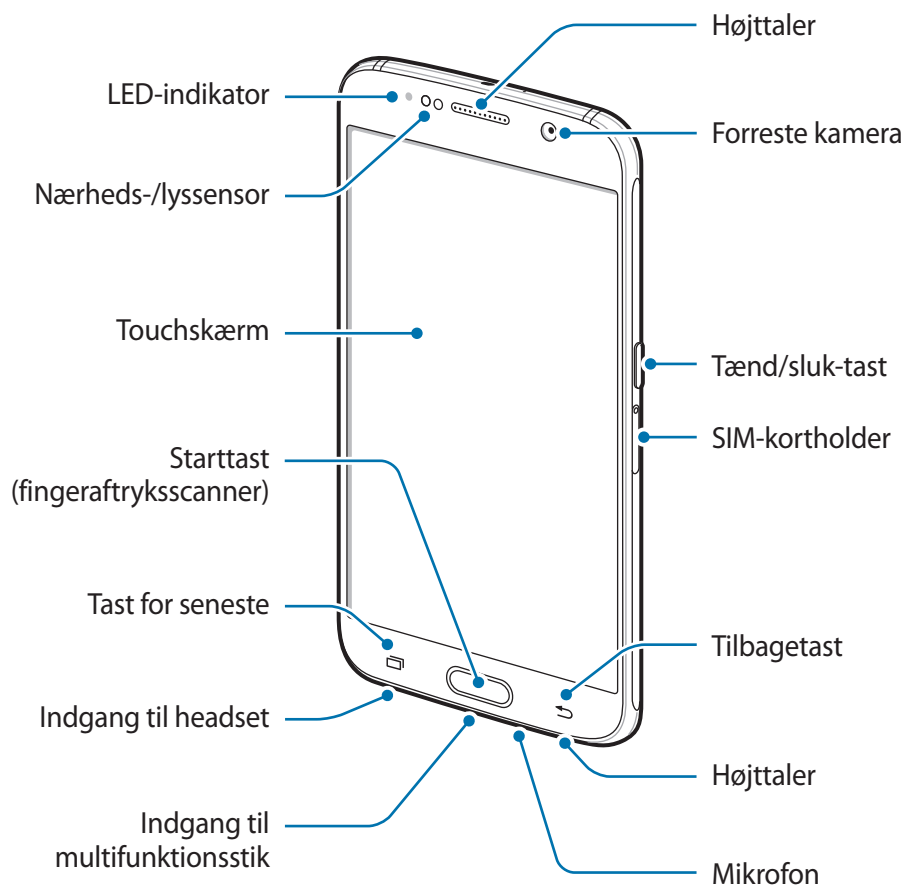 LED-indikator
Nærheds-/lyssensor
Touchskærm
Starttast
(fingeraftryksscanner)
Tast for seneste
Indgang til headset
Indgang til
multifunktionsstik
Højttaler
Forreste kamera
Tænd/sluk-tast
SIM-kortholder
Tilbagetast
Højttaler
Mikrofon